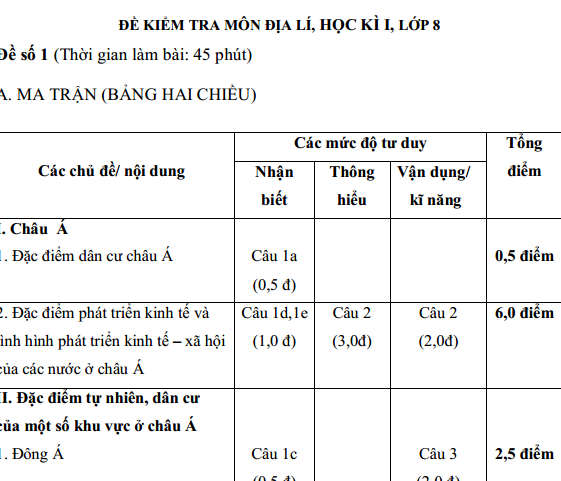 ĐỀ KIỂM TRA MÔN ĐỊA LÍ, HỌC KÌ I, LỚP 8
Đề số 1 (Thời gian làm bài: 45 phút)
A. MA TRẬN (BẢNG HAI CHIỀU)
Các chủ đề/ nội dung
Các mức độ tư duy
Tổng
điểm
Nhận
biết
Thông
hiểu
Vận dụng/
kĩ năng
I. Châu Á
1. Đặc điểm dân cư châu Á
Câu 1a
(0,5 đ)
0,5 điểm
2. Đặc điểm phát triển kinh tế và
tình hình phát triển kinh tế – xã hội
của các nước ở châu Á
Câu 1d,1e
(1,0 đ)
Câu 2
(3,0đ)
Câu 2
(2,0đ)
6,0 điểm
II. Đặc điểm tự nhiên, dân cư
của một số khu vực ở châu Á
1. Đông Á
Câu 1c
(0,5 đ)
Câu 3
(2,0 đ)
2,5 điểm